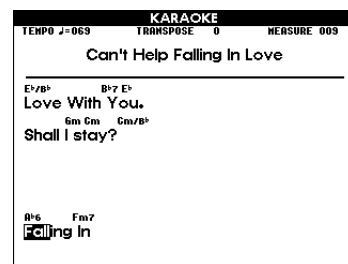 KARAOKE
TEMPO ♩=069 TRANSPOSE 0 MEASURE 009
Can't Help Falling In Love
E♭/B♭ B♭7 E♭
Love With You.
Gm Cm Cm/B♭
Shall I stay?
A♭6 Fm7
Falling In